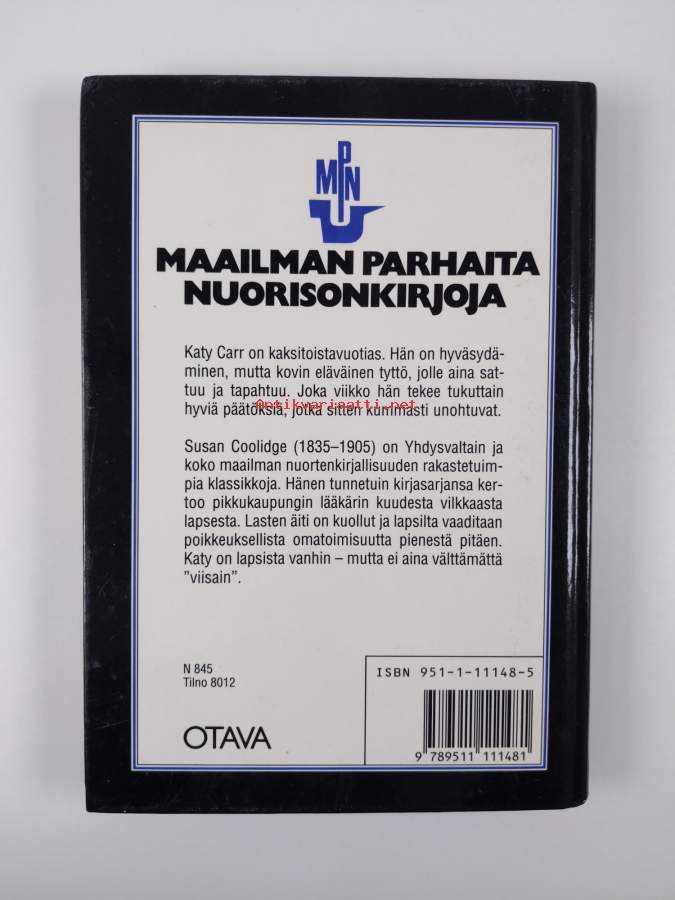 MPN
MAAILMAN PARHAITA
NUORISONKIRJOJA
Katy Carr on kaksitoistavuotias. Hän on hyväsydä-
minen, mutta kovin eläväinen tyttö, jolle aina sat-
tuu ja tapahtuu. Joka viikko hän tekee tukuttain
hyviä päätöksiä, jotka sitten kummasti unohtuvat.
Antikvariaatti.net
Susan Coolidge (1835–1905) on Yhdysvaltain ja
koko maailman nuortenkirjallisuuden rakastetuim-
pia klassikkoja. Hänen tunnetuin kirjasarjansa ker-
too pikkukaupungin lääkärin kuudesta vilkkaasta
lapsesta. Lasten äiti on kuollut ja lapsilta vaaditaan
poikkeuksellista omatoimisuutta pienestä pitäen.
Katy on lapsista vanhin – mutta ei aina välttämättä
"viisain".
N 845
Tilno 8012
OTAVA
ISBN 951-1-11148-5
9 789511 111481